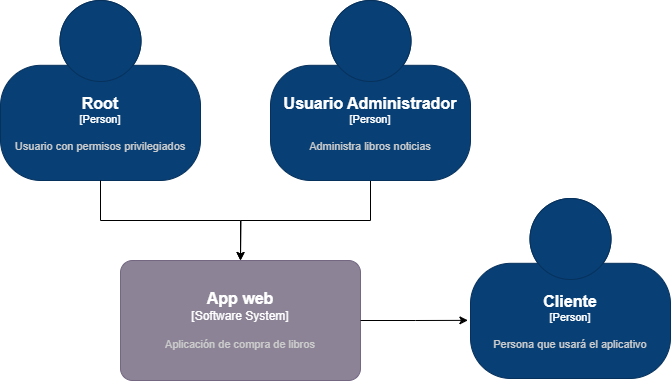 Root
[Person]
Usuario con permisos privilegiados
Usuario Administrador
[Person]
Administra libros noticias
App web
[Software System]
Aplicación de compra de libros
Cliente
[Person]
Persona que usará el aplicativo